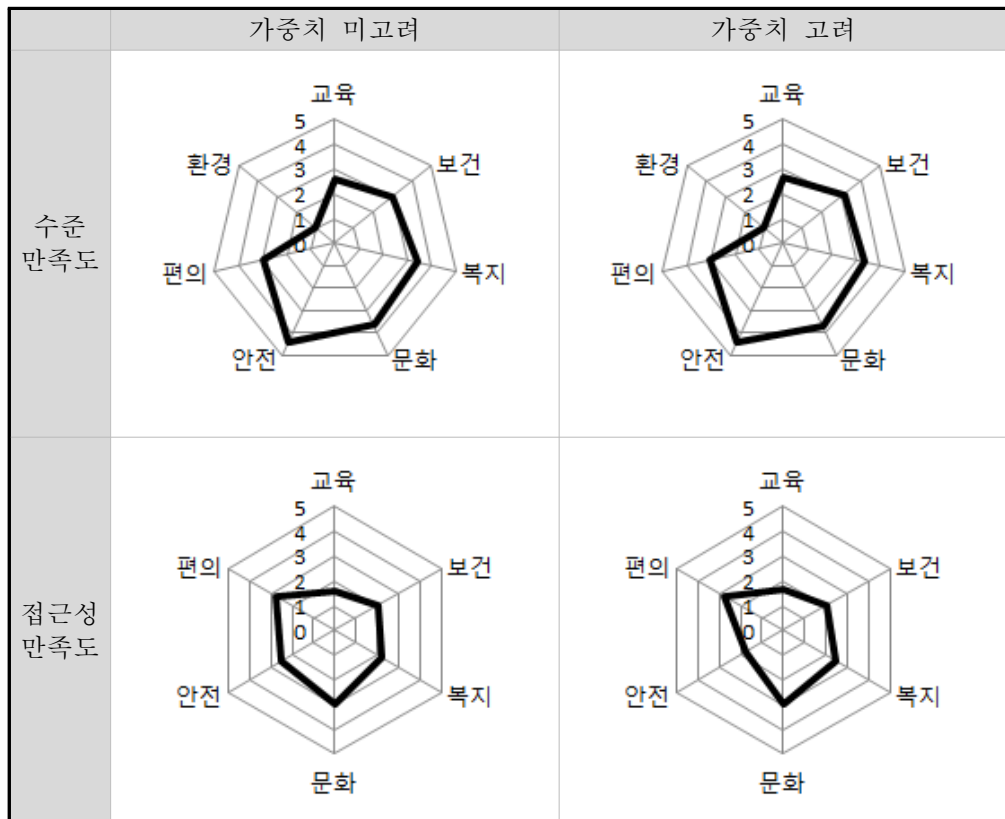 가중치 미고려
가중치 고려
수준
만족도
교육
보건
복지
문화
안전
편의
환경
5
4
3
2
1
0
교육
보건
복지
문화
안전
편의
환경
5
4
3
2
1
0
접근성
만족도
교육
보건
복지
문화
안전
편의
5
4
3
2
1
0
교육
보건
복지
문화
안전
편의
5
4
3
2
1
0